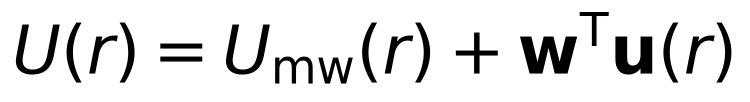 U(r) = U_mw(r) + w^T u(r)